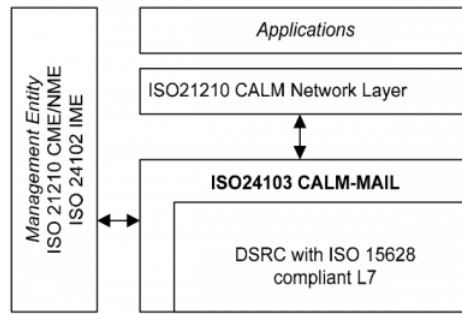 Management Entity
ISO 21210 CME/NME
ISO 24102 IME
Applications
ISO21210 CALM Network Layer
ISO24103 CALM-MAIL
DSRC with ISO 15628
compliant L7